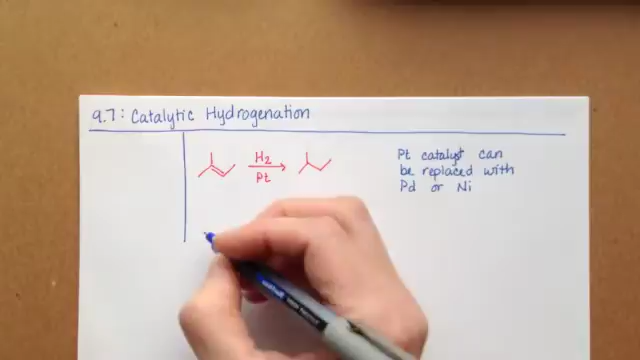 9.7: Catalytic Hydrogenation
H2
Pt
Pt catalyst can
be replaced with
Pd or Ni